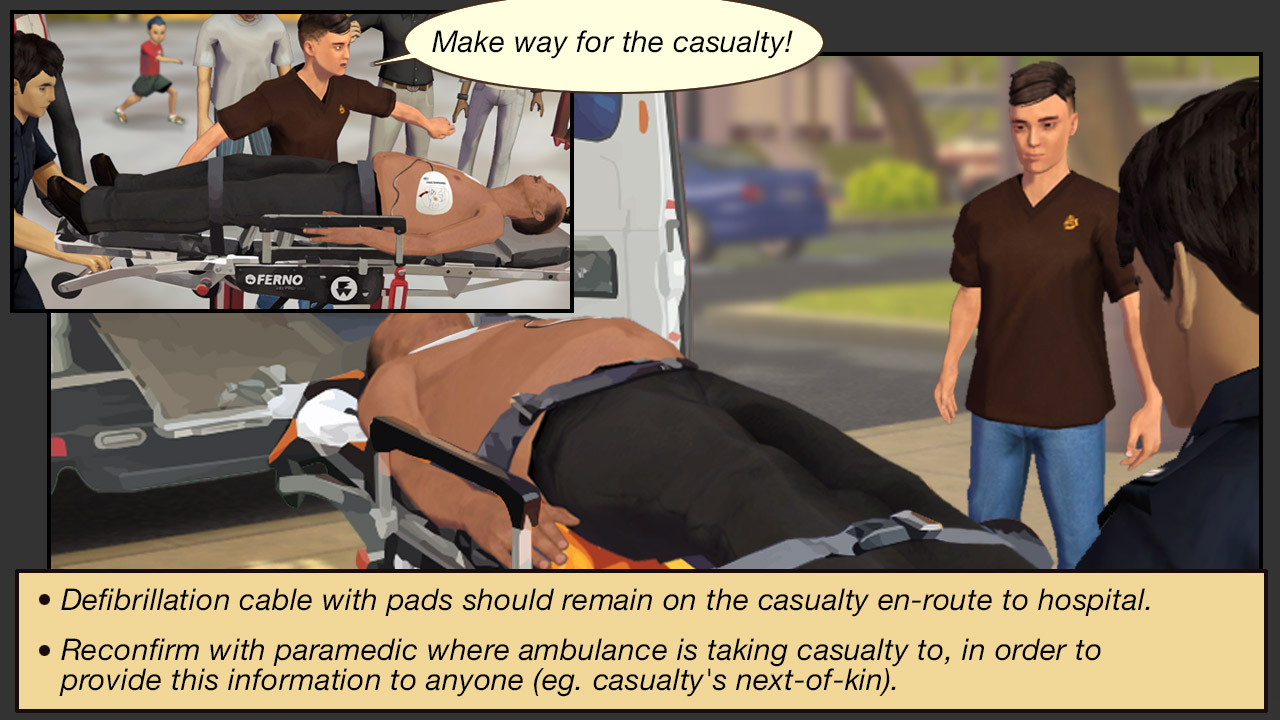 Make way for the casualty!
FERNO
• Defibrillation cable with pads should remain on the casualty en-route to hospital.
• Reconfirm with paramedic where ambulance is taking casualty to, in order to
provide this information to anyone (eg. casualty's next-of-kin).